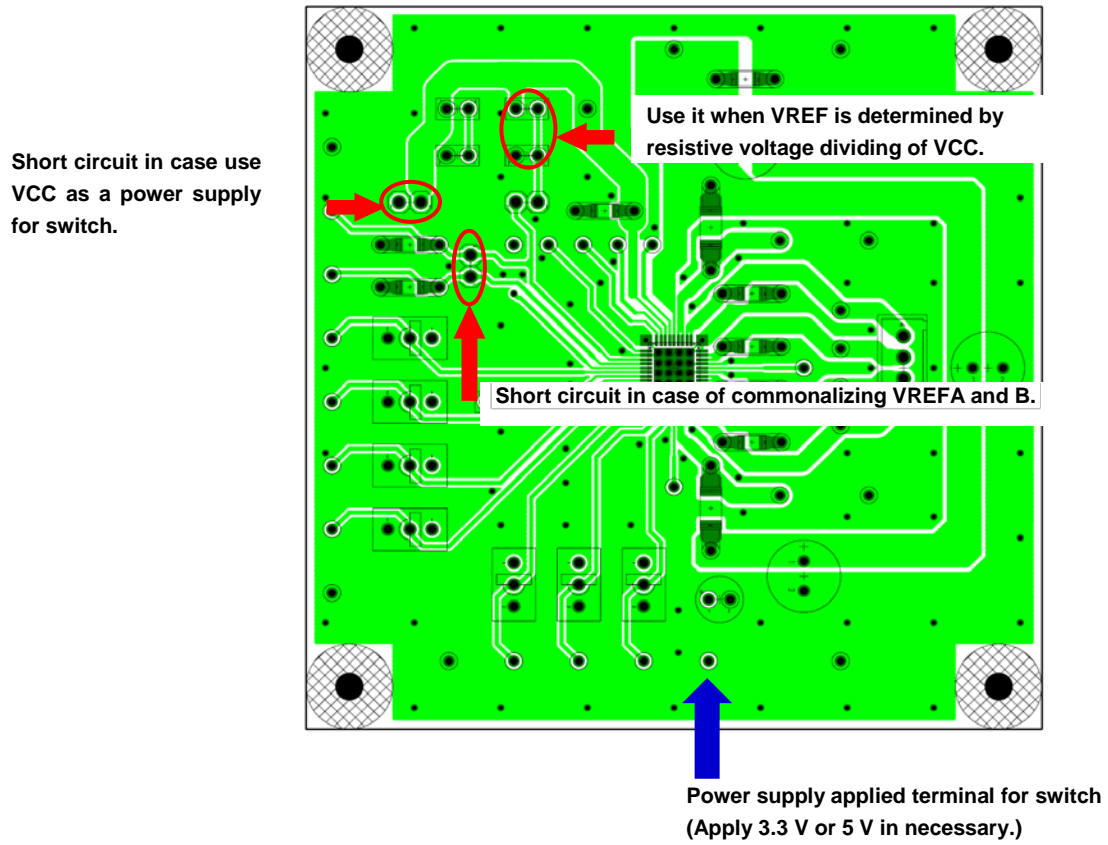 Use it when VREF is determined by
resistive voltage dividing of VCC.
Short circuit in case use
VCC as a power supply
for switch.
Short circuit in case of commonalizing VREFA and B.
Power supply applied terminal for switch
(Apply 3.3 V or 5 V in necessary.)